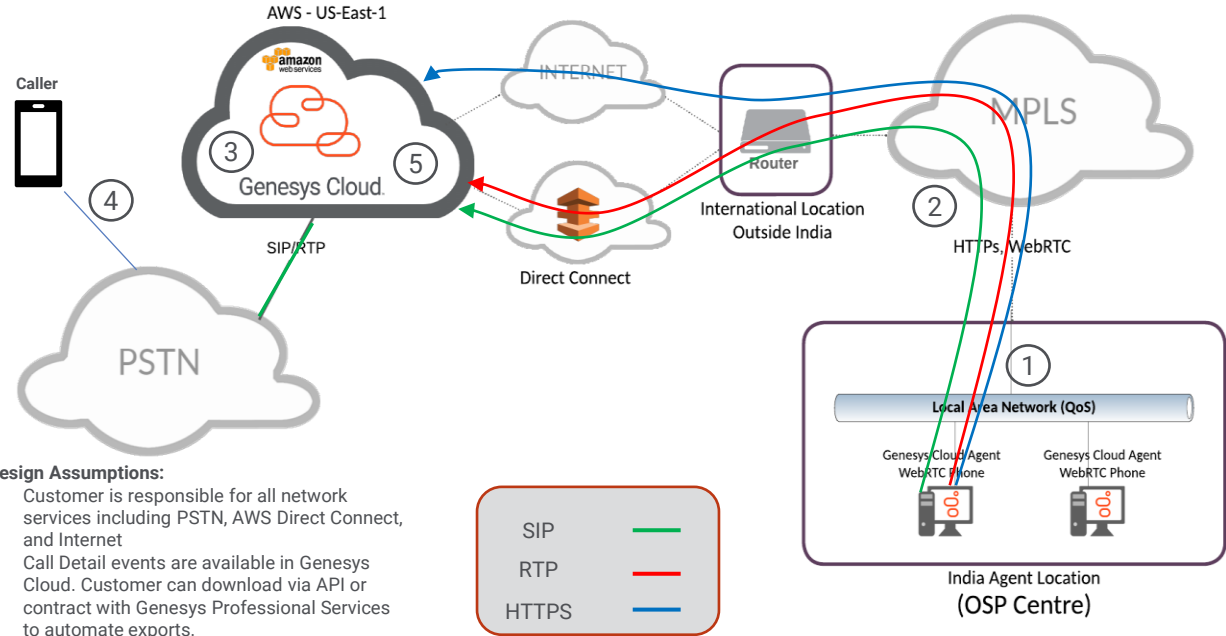 AWS - US-East-1
amazon
web services
Caller
INTERNET
MPLS
3
5
Genesys Cloud.
Router
4
2
International Location
Outside India
SIP/RTP
HTTPs, WebRTC
Direct Connect
PSTN
1
Local Area Network (QoS)
Genesys Cloud Agent
WebRTC Phone
Genesys Cloud Agent
WebRTC Phone
esign Assumptions:
Customer is responsible for all network
services including PSTN, AWS Direct Connect,
and Internet
Call Detail events are available in Genesys
Cloud. Customer can download via API or
contract with Genesys Professional Services
to automate exports.
SIP
RTP
HTTPS
India Agent Location
(OSP Centre)